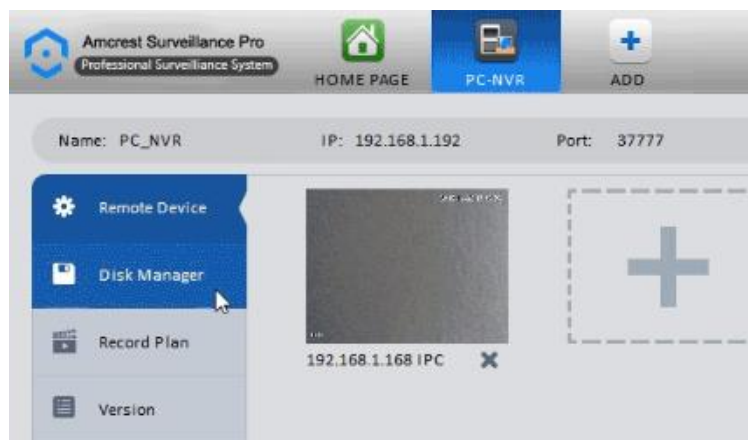 Amcrest Surveillance Pro
Professional Surveillance System
HOME PAGE
PC-NVR
ADD
Name: PC_NVR IP: 192.168.1.192 Port: 37777
Remote Device
Disk Manager
Record Plan
Version
192.168.1.168 IPC